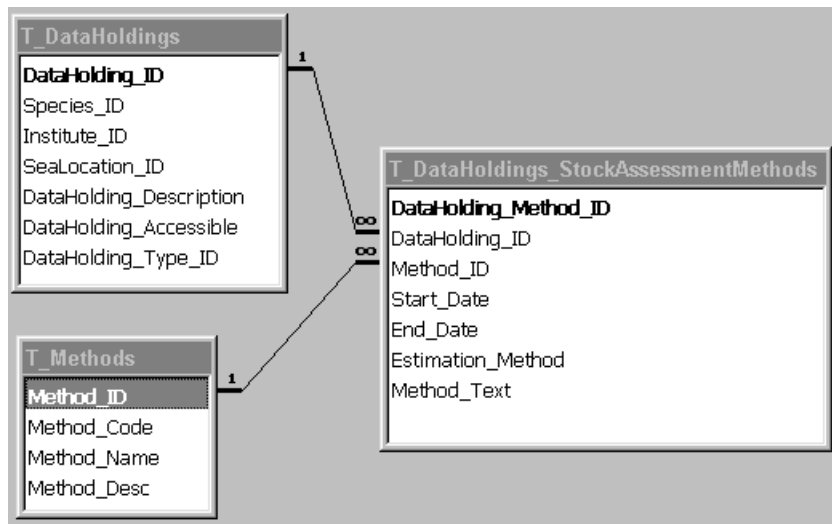 T_DataHoldings
DataHolding_ID
Species_ID
Institute_ID
SeaLocation_ID
DataHolding_Description
DataHolding_Accessible
DataHolding_Type_ID
1
T_DataHoldings_StockAssessmentMethods
DataHolding_Method_ID
DataHolding_ID
Method_ID
Start_Date
End_Date
Estimation_Method
Method_Text
∞
∞
T_Methods
Method_ID
Method_Code
Method_Name
Method_Desc
1